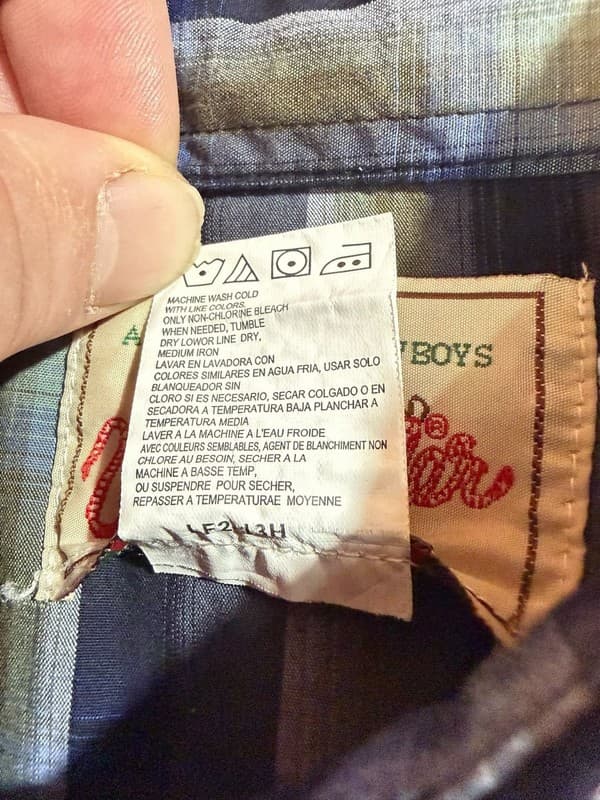 MACHINE WASH COLD
WITH LIKE COLORS.
ONLY NON-CHLORINE BLEACH
WHEN NEEDED, TUMBLE
DRY LOWOR LINE DRY,
MEDIUM IRON
LAVAR EN LAVADORA CON
COLORES SIMILARES EN AGUA FRIA, USAR SOLO
BLANQUEADOR SIN
CLORO SI ES NECESARIO, SECAR COLGADO O EN
SECADORA A TEMPERATURA BAJA PLANCHAR A
TEMPERATURA MEDIA
LAVER A LA MACHINE A L'EAU FROIDE
AVEC COULEURS SEMBLABLES, AGENT DE BLANCHIMENT NON
CHLORE AU BESOIN, SECHER A LA
MACHINE A BASSE TEMP,
OU SUSPENDRE POUR SECHER,
REPASSER A TEMPERATURAE MOYENNE